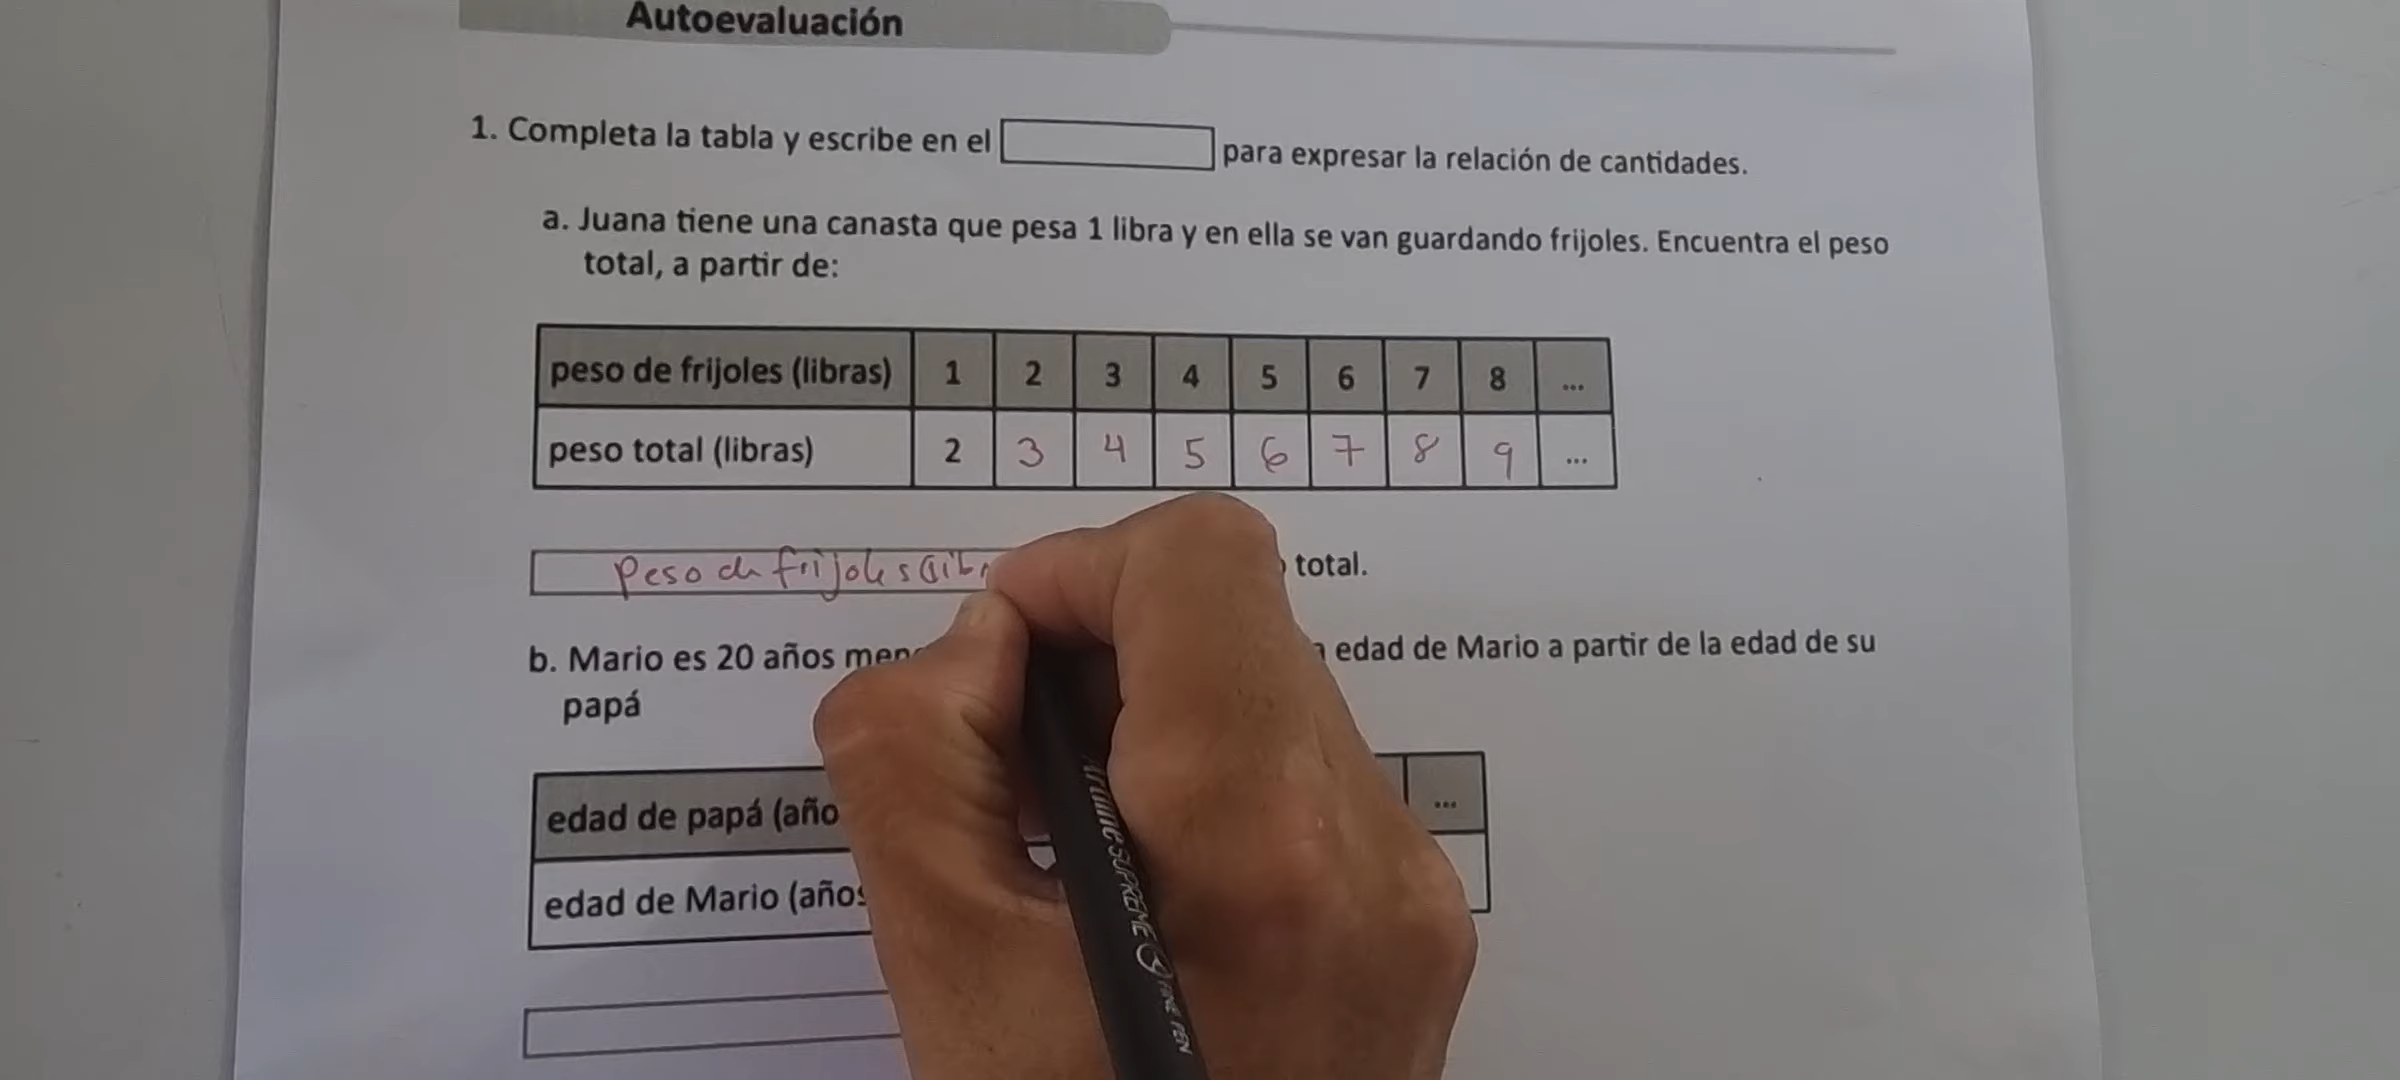 Autoevaluación
1. Completa la tabla y escribe en el para expresar la relación de cantidades.
a. Juana tiene una canasta que pesa 1 libra y en ella se van guardando frijoles. Encuentra el peso
total, a partir de:
peso de frijoles (libras) 1 2 3 4 5 6 7 8 ...
peso total (libras) 2 3 4 5 6 7 8 9 ...
Peso de frijoles total.
b. Mario es 20 años edad de Mario a partir de la edad de su
papá
edad de papá ...
edad de Mario
SUPREME FINE PEN